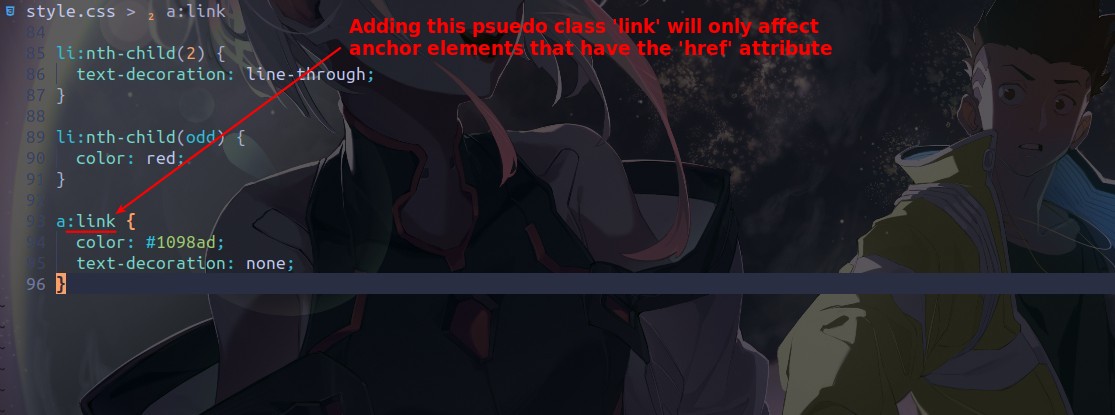 style.css > a:link
Adding this psuedo class 'link' will only affect
anchor elements that have the 'href' attribute
84
85 li:nth-child(2) {
86 text-decoration: line-through;
87 }
88
89 li:nth-child(odd) {
90 color: red;
91 }
92
93 a:link {
94 color: #1098ad;
95 text-decoration: none;
96 }